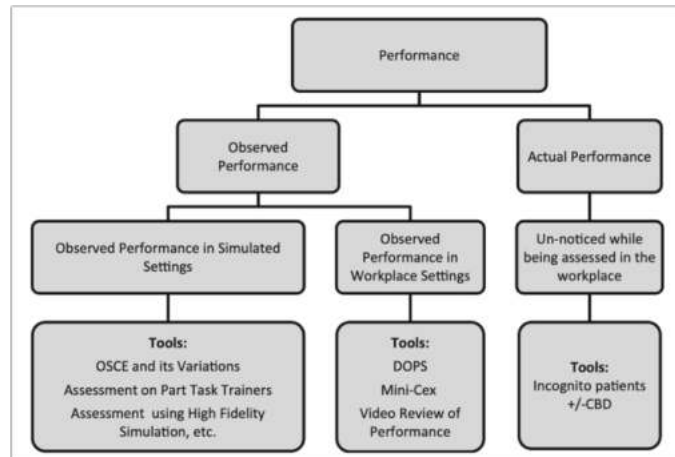 Performance
Observed
Performance
Actual Performance
Observed Performance in Simulated
Settings
Observed
Performance in
Workplace Settings
Un-noticed while
being assessed in the
workplace
Tools:
OSCE and its Variations
Assessment on Part Task Trainers
Assessment using High Fidelity
Simulation, etc.
Tools:
DOPS
Mini-Cex
Video Review of
Performance
Tools:
Incognito patients
+/-CBD